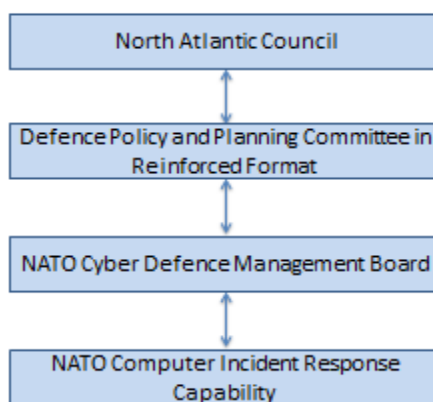 North Atlantic Council
Defence Policy and Planning Committee in
Reinforced Format
NATO Cyber Defence Management Board
NATO Computer Incident Response
Capability